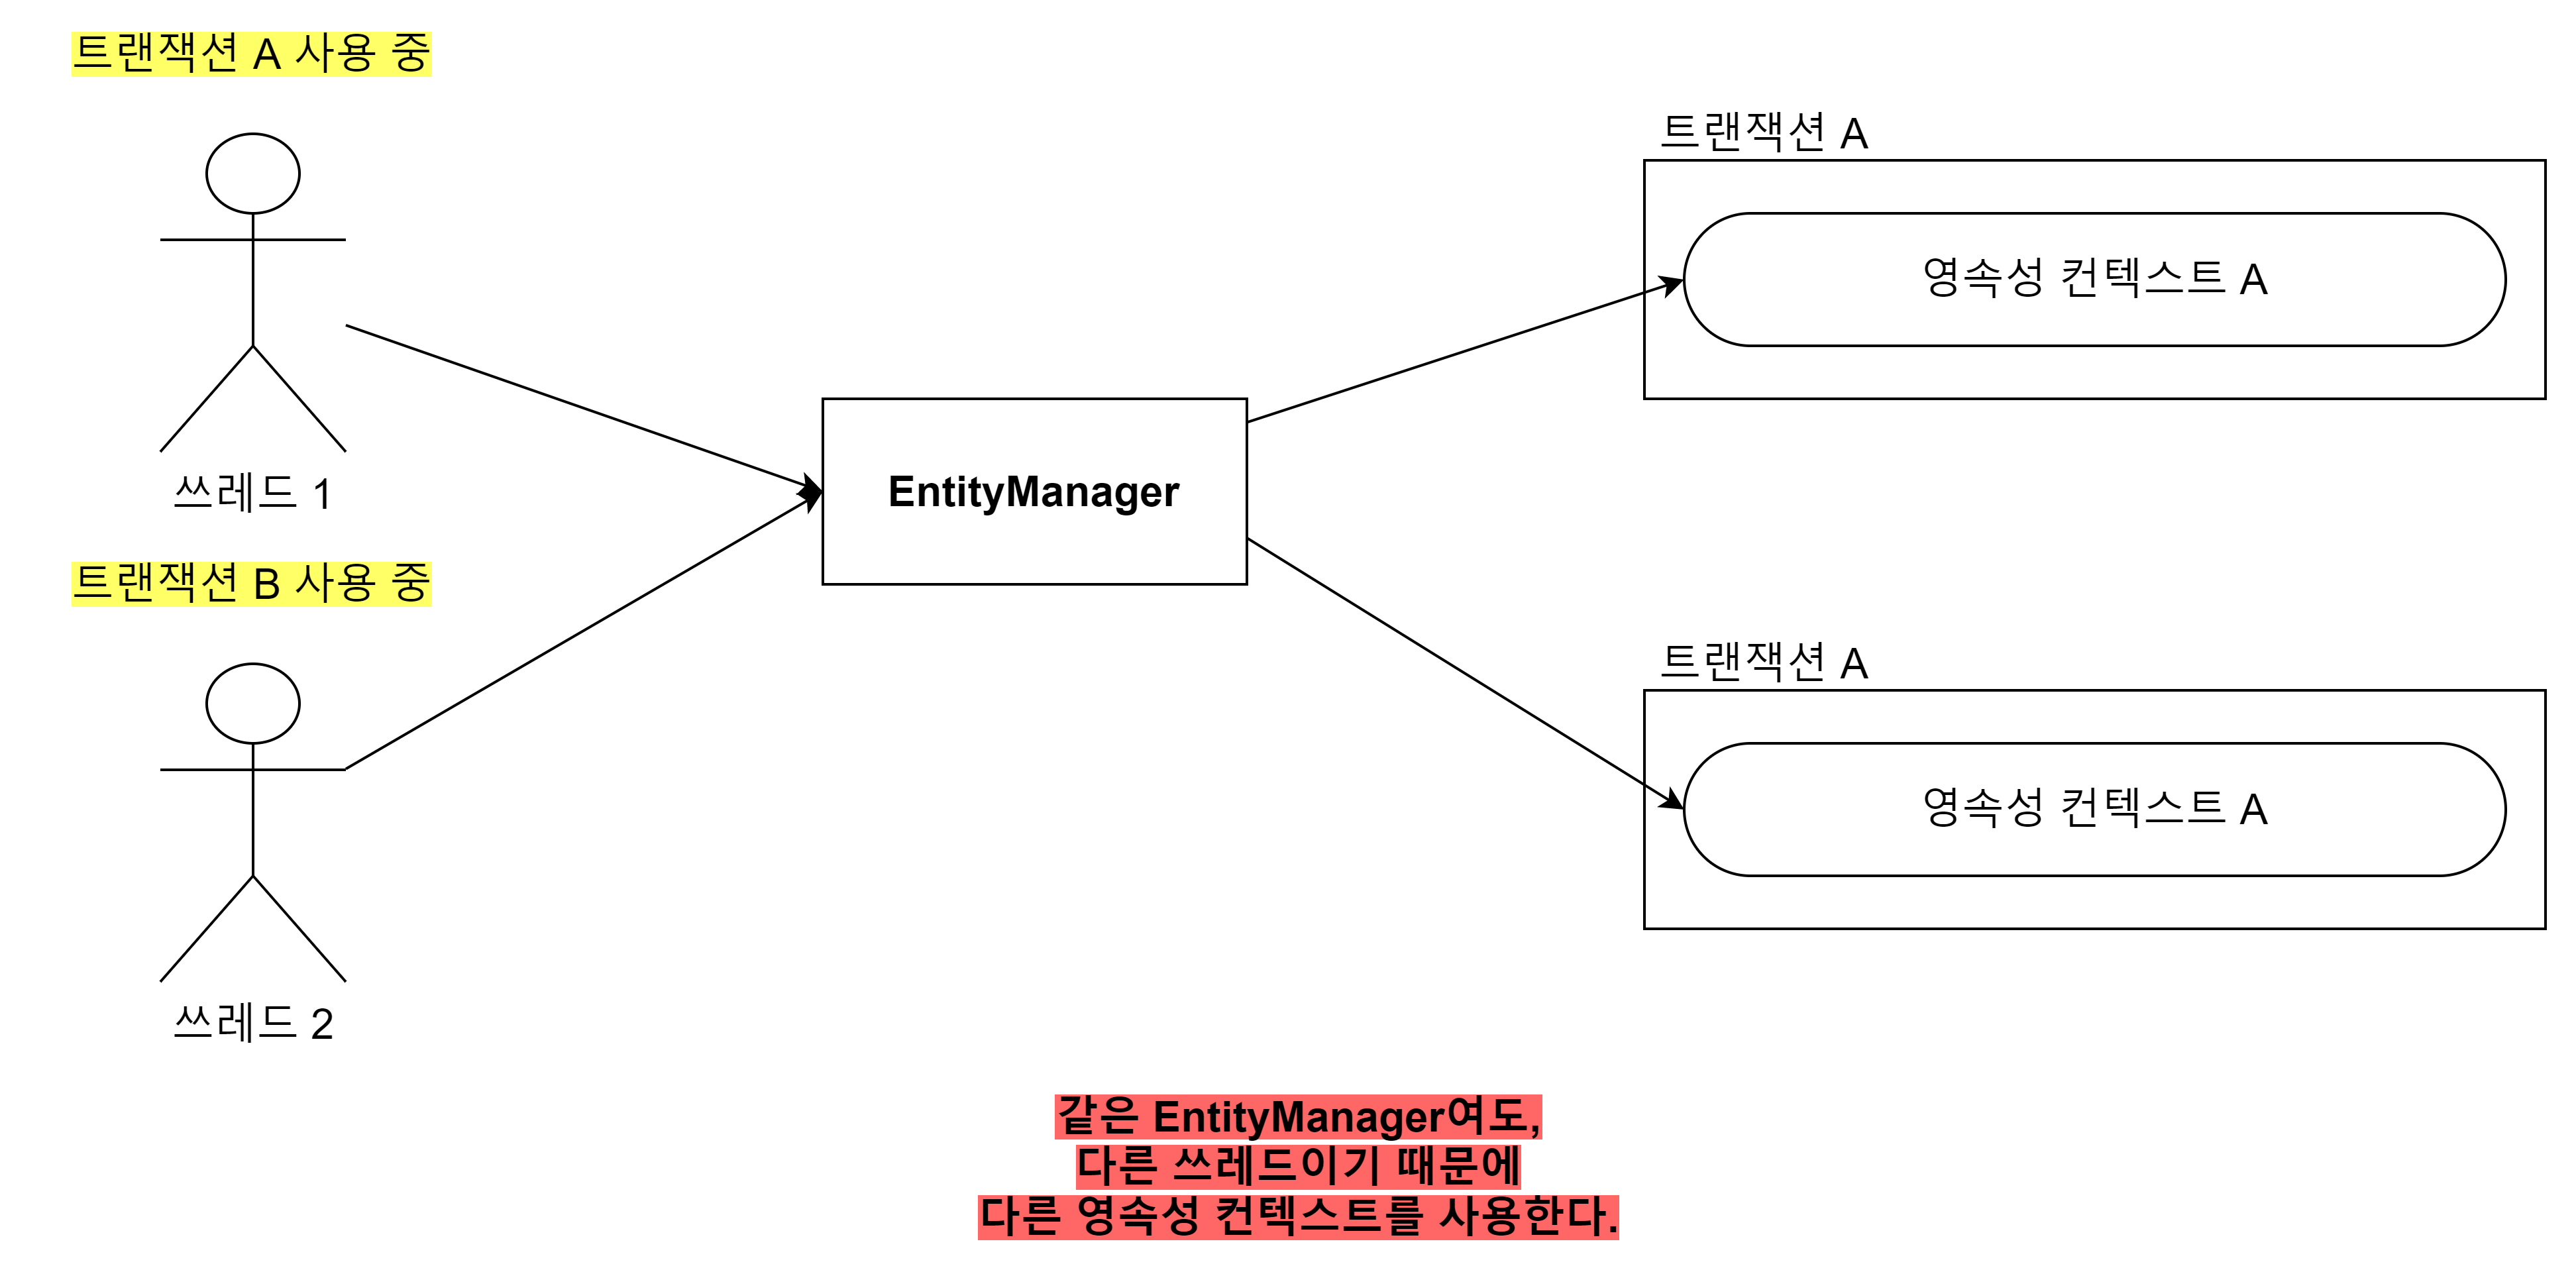 트랜잭션 A 사용 중
쓰레드 1
트랜잭션 B 사용 중
쓰레드 2
EntityManager
트랜잭션 A
영속성 컨텍스트 A
트랜잭션 A
영속성 컨텍스트 A
같은 EntityManager여도,
다른 쓰레드이기 때문에
다른 영속성 컨텍스트를 사용한다.